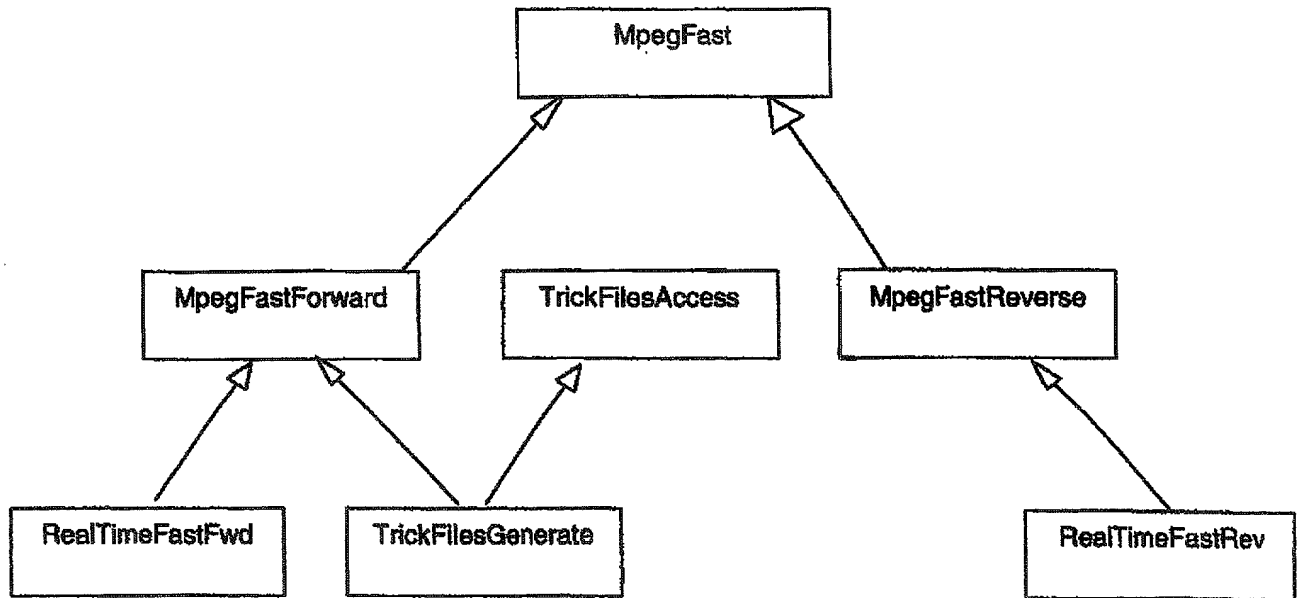 MpegFast
MpegFastForward
TrickFilesAccess
MpegFastReverse
RealTimeFastFwd
TrickFilesGenerate
RealTimeFastRev